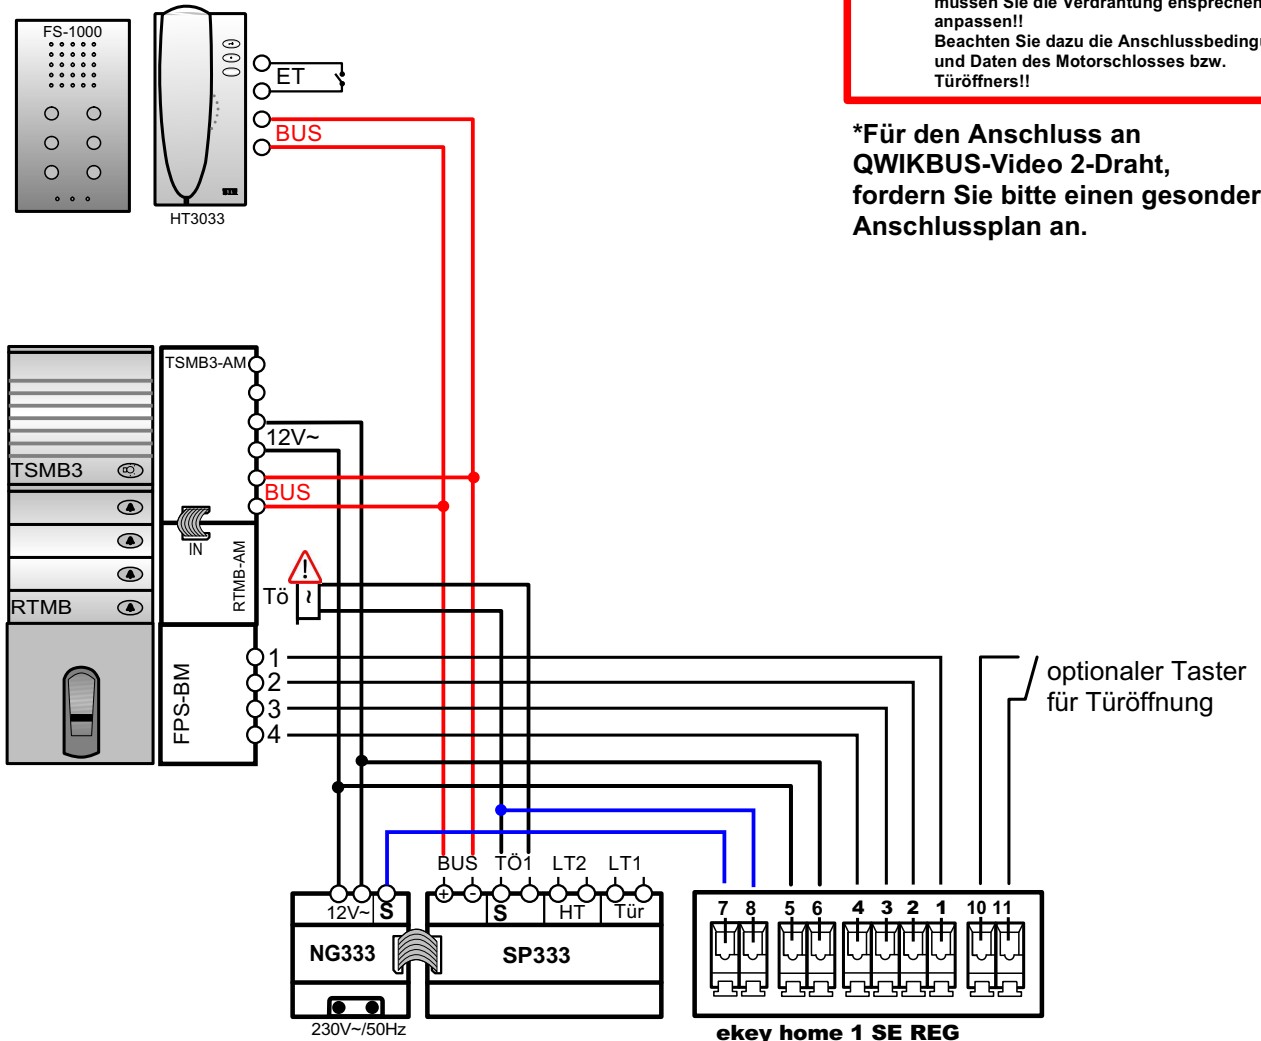 müssen Sie die Verdrahtung ensprechen
anpassen!!
Beachten Sie dazu die Anschlussbedingu
und Daten des Motorschlosses bzw.
Türöffners!!
*Für den Anschluss an
QWIKBUS-Video 2-Draht,
fordern Sie bitte einen gesonder
Anschlussplan an.
FS-1000
ET
BUS
HT3033
TSMB3-AM
12V~
TSMB3
BUS
IN
RTMB-AM
Tö
~
RTMB
FPS-BM
1
2
3
4
optionaler Taster
für Türöffnung
BUS TÖ1 LT2 LT1
+ -
12V~ S
S HT Tür
NG333
SP333
230V~/50Hz
7 8 5 6 4 3 2 1 10 11
ekey home 1 SE REG